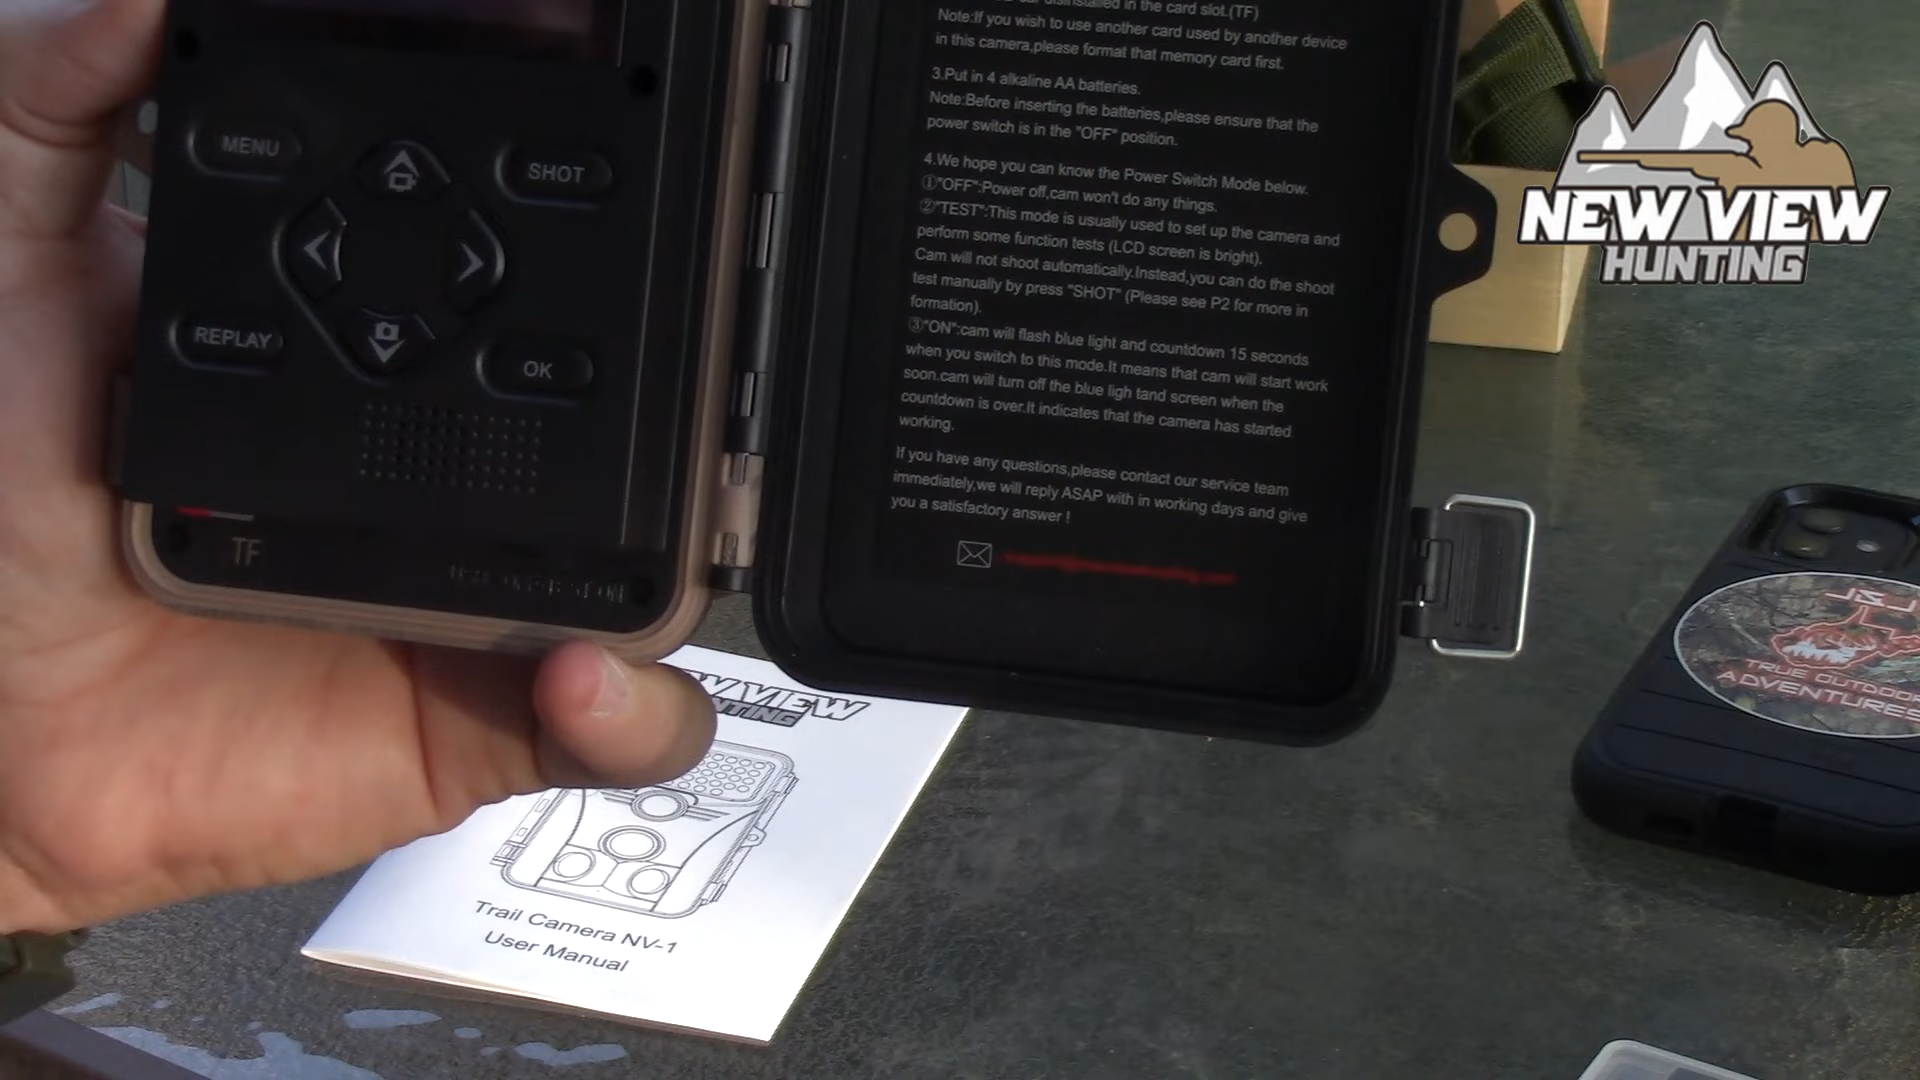 MENU
SHOT
REPLAY
OK
TF
in the card slot.(TF)
Note:If you wish to use another card used by another device
in this camera,please format that memory card first.
3.Put in 4 alkaline AA batteries.
Note:Before inserting the batteries,please ensure that the
power switch is in the "OFF" position.
4.We hope you can know the Power Switch Mode below.
①"OFF":Power off,cam won't do any things.
②"TEST":This mode is usually used to set up the camera and
perform some function tests (LCD screen is bright).
Cam will not shoot automatically.Instead,you can do the shoot
test manually by press "SHOT" (Please see P2 for more in
formation).
③"ON":cam will flash blue light and countdown 15 seconds
when you switch to this mode.It means that cam will start work
soon.cam will turn off the blue ligh tand screen when the
countdown is over.It indicates that the camera has started
working.
If you have any questions,please contact our service team
immediately,we will reply ASAP with in working days and give
you a satisfactory answer !
NEW VIEW
HUNTING
VIEW
Trail Camera NV-1
User Manual
J&J
TRUE OUTDOOR
ADVENTURES